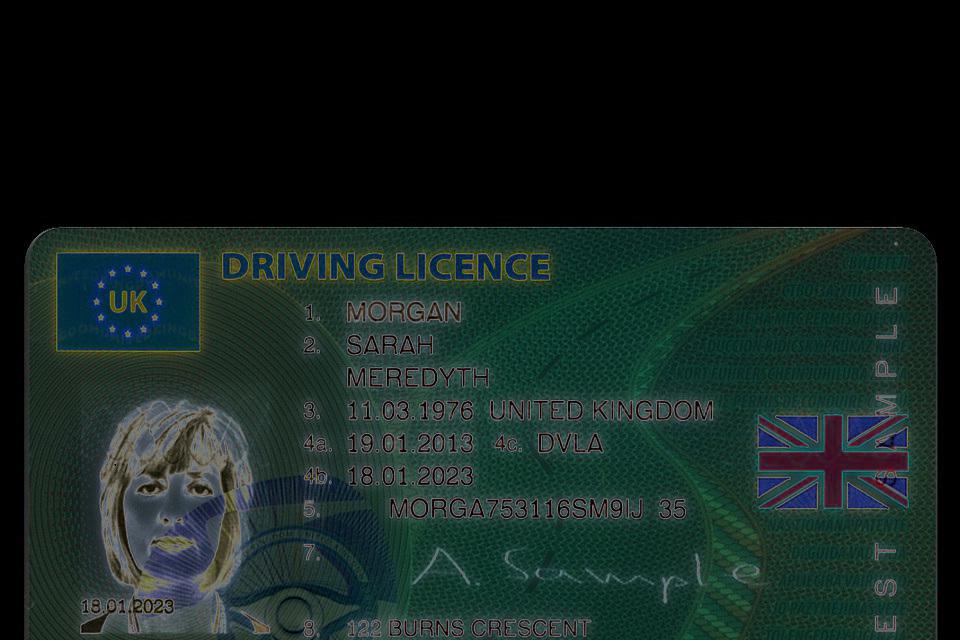 DRIVING LICENCE
UK
1. MORGAN
2. SARAH
MEREDYTH
3. 11.03.1976 UNITED KINGDOM
4a. 19.01.2013 4c. DVLA
4b. 18.01.2023
5. MORGA753116SM9IJ 35
7. A. Sample
18.01.2023
8. 122 BURNS CRESCENT
EST SAMPLE